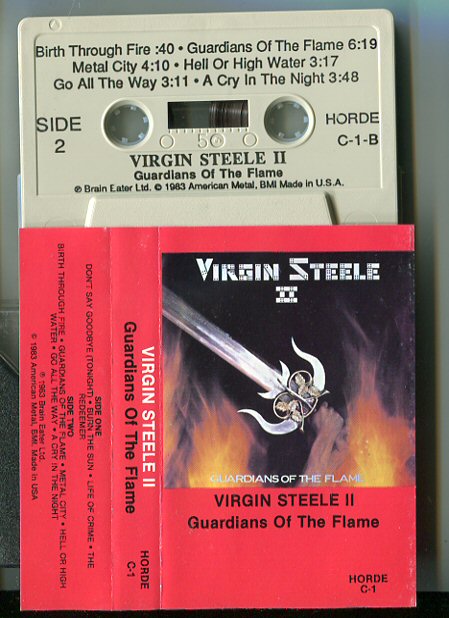 Birth Through Fire :40 • Guardians Of The Flame 6:19
Metal City 4:10 • Hell Or High Water 3:17
Go All The Way 3:11 • A Cry In The Night 3:48
SIDE
2
50
HORDE
C-1-B
VIRGIN STEELE II
Guardians Of The Flame
℗ Brain Eater Ltd. © 1983 American Metal, BMI Made in U.S.A.
SIDE ONE
DON'T SAY GOODBYE (TONIGHT) • BURN THE SUN • LIFE OF CRIME • THE
REDEEMER
SIDE TWO
BIRTH THROUGH FIRE • GUARDIANS OF THE FLAME • METAL CITY • HELL OR HIGH
WATER • GO ALL THE WAY • A CRY IN THE NIGHT
℗ 1983 Brain Eater Ltd.
© 1983 American Metal, BMI, Made in USA
VIRGIN STEELE II
Guardians Of The Flame
HORDE
C-1
VIRGIN STEELE
II
GUARDIANS OF THE FLAME
VIRGIN STEELE II
Guardians Of The Flame
HORDE
C-1